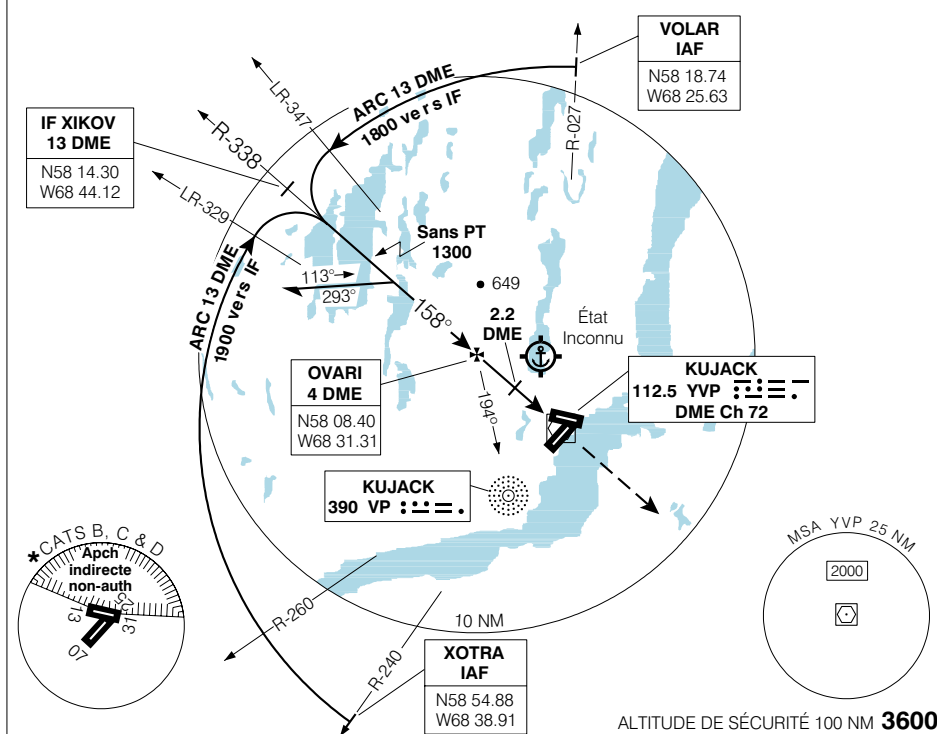 VOLAR
IAF
N58 18.74
W68 25.63
ARC 13 DME
1800 vers IF
LR-347
R-027
IF XIKOV
13 DME
N58 14.30
W68 44.12
R-338
LR-329
Sans PT
1300
113°
293°
649
158°
ARC 13 DME
1900 vers IF
2.2
DME
État
Inconnu
OVARI
4 DME
N58 08.40
W68 31.31
KUJACK
112.5 YVP
DME Ch 72
194°
KUJACK
390 VP
*CATS B, C & D
Apch
indirecte
non-auth
13
25
31
07
MSA YVP 25 NM
2000
R-260
10 NM
R-240
XOTRA
IAF
N58 54.88
W68 38.91
ALTITUDE DE SÉCURITÉ 100 NM 3600